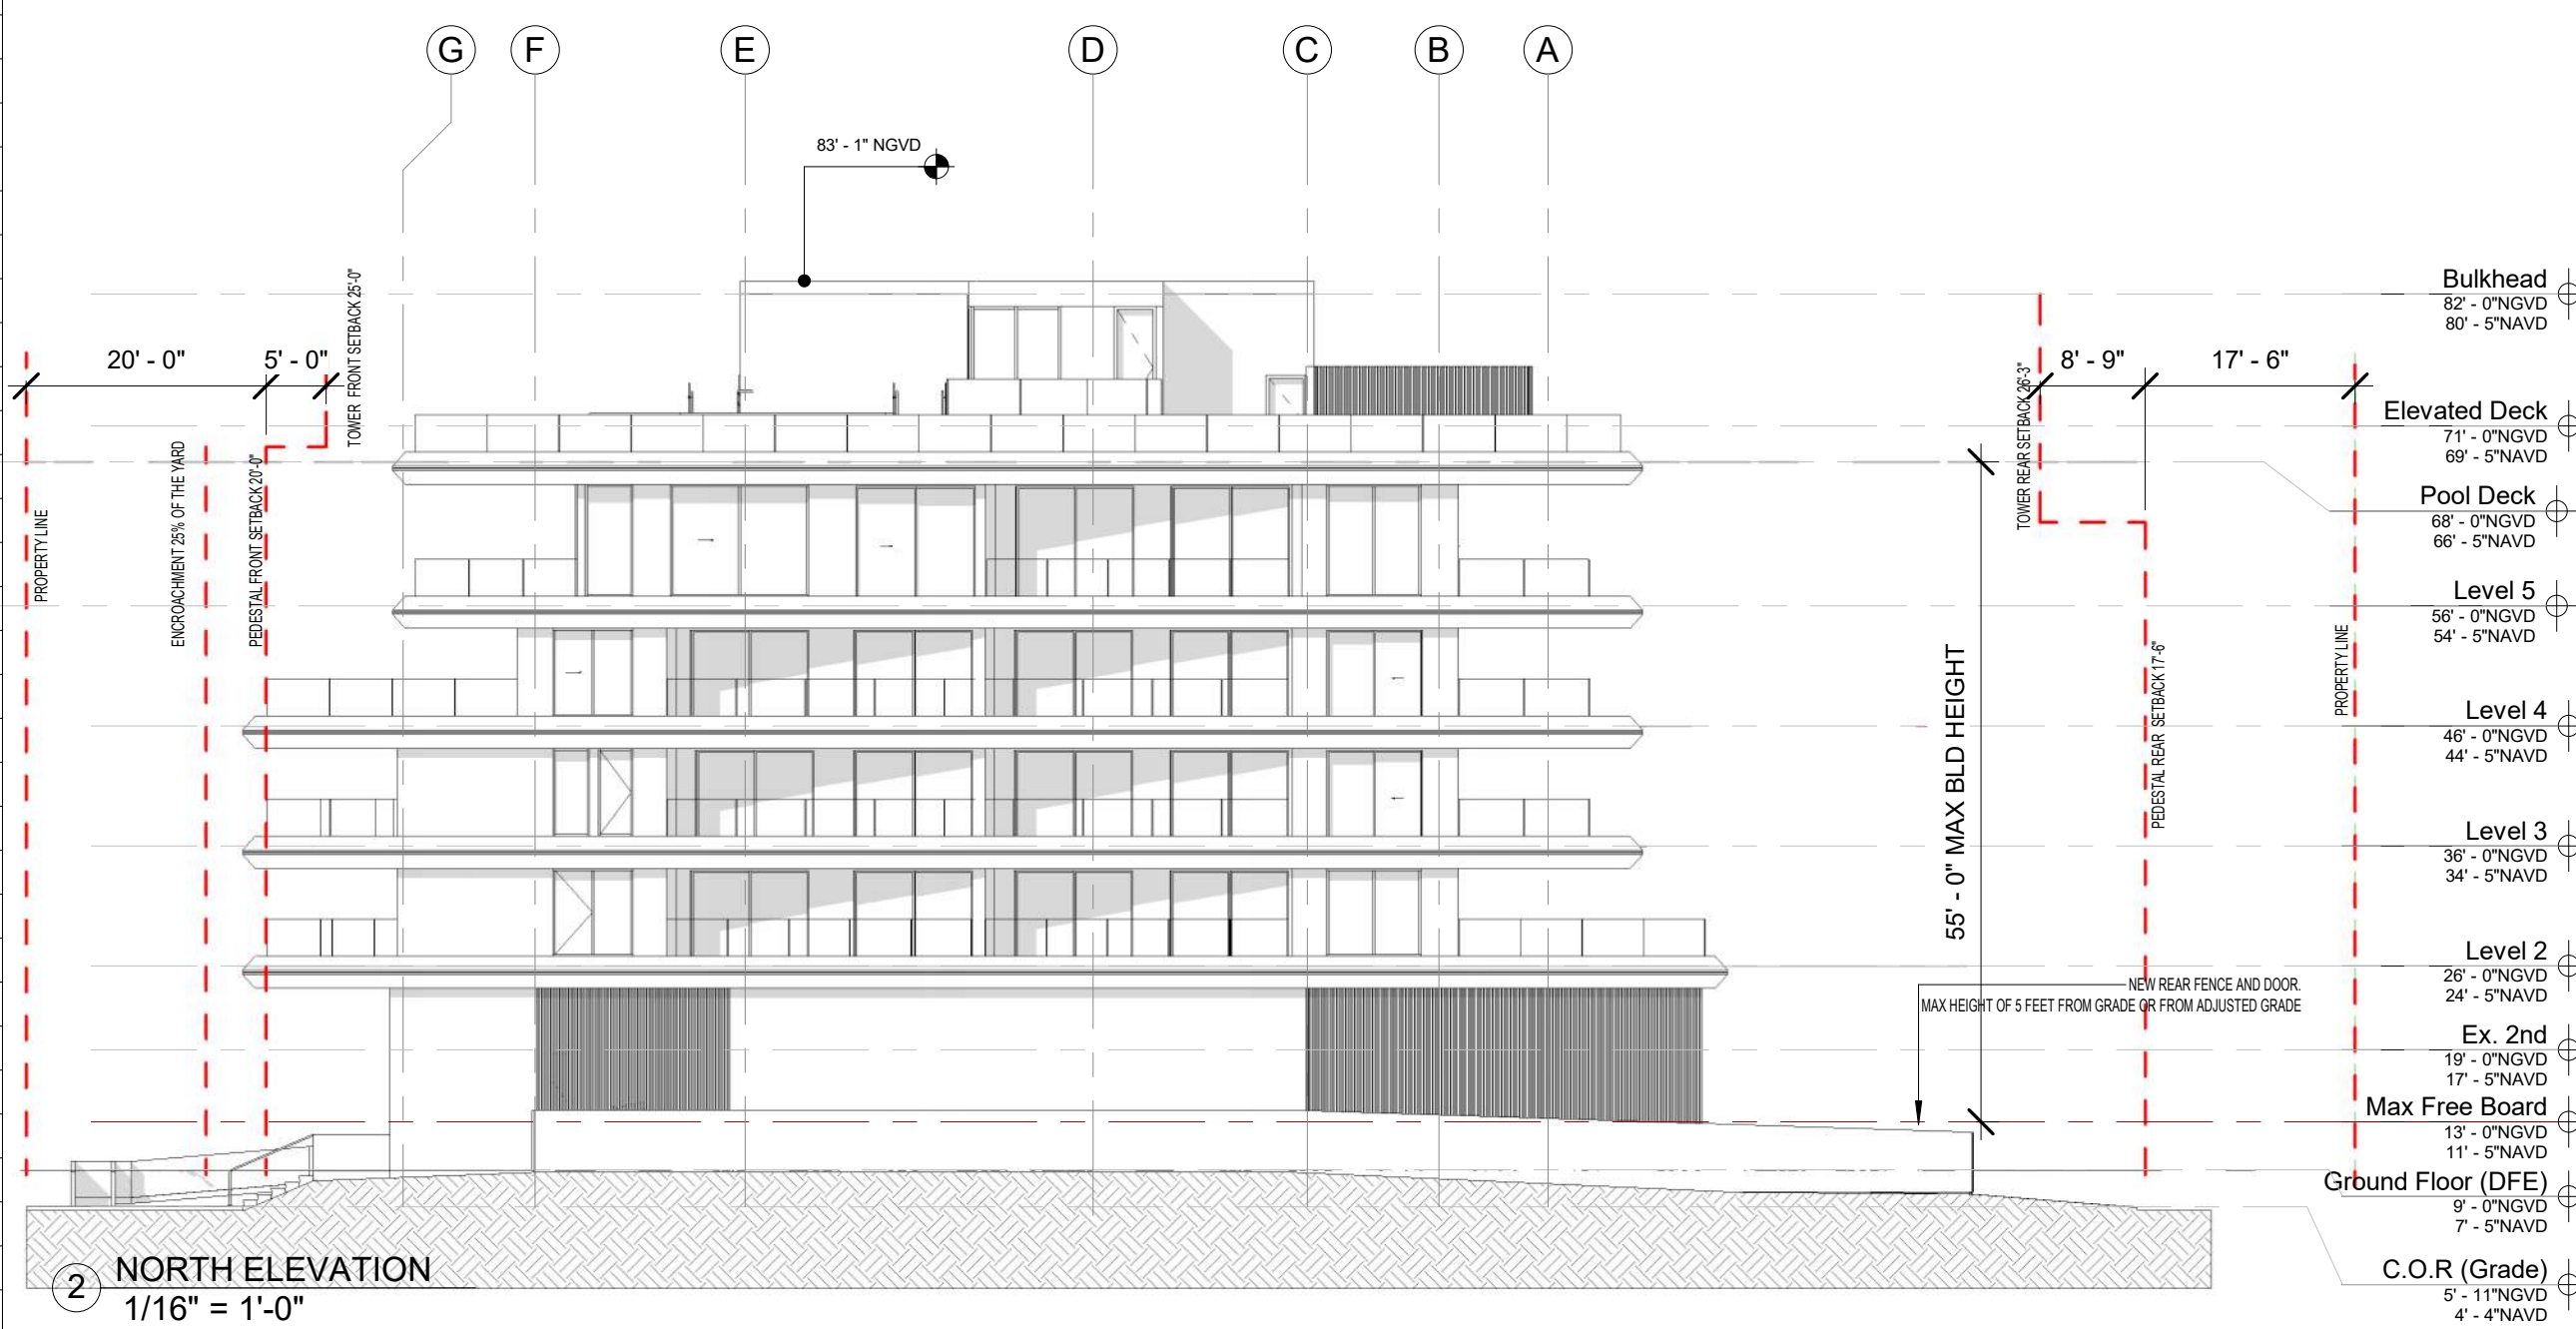 G F E D C B A
83' - 1" NGVD
20' - 0"
5' - 0"
TOWER FRONT SETBACK 25'-0"
PROPERTY LINE
ENCROACHMENT 25% OF THE YARD
PEDESTAL FRONT SETBACK 20'-0"
8' - 9"
17' - 6"
TOWER REAR SETBACK 26'-3"
PEDESTAL REAR SETBACK 17'-6"
PROPERTY LINE
55' - 0" MAX BLD HEIGHT
NEW REAR FENCE AND DOOR.
MAX HEIGHT OF 5 FEET FROM GRADE OR FROM ADJUSTED GRADE
Bulkhead
82' - 0"NGVD
80' - 5"NAVD
Elevated Deck
71' - 0"NGVD
69' - 5"NAVD
Pool Deck
68' - 0"NGVD
66' - 5"NAVD
Level 5
56' - 0"NGVD
54' - 5"NAVD
Level 4
46' - 0"NGVD
44' - 5"NAVD
Level 3
36' - 0"NGVD
34' - 5"NAVD
Level 2
26' - 0"NGVD
24' - 5"NAVD
Ex. 2nd
19' - 0"NGVD
17' - 5"NAVD
Max Free Board
13' - 0"NGVD
11' - 5"NAVD
Ground Floor (DFE)
9' - 0"NGVD
7' - 5"NAVD
C.O.R (Grade)
5' - 11"NGVD
4' - 4"NAVD
2 NORTH ELEVATION
1/16" = 1'-0"